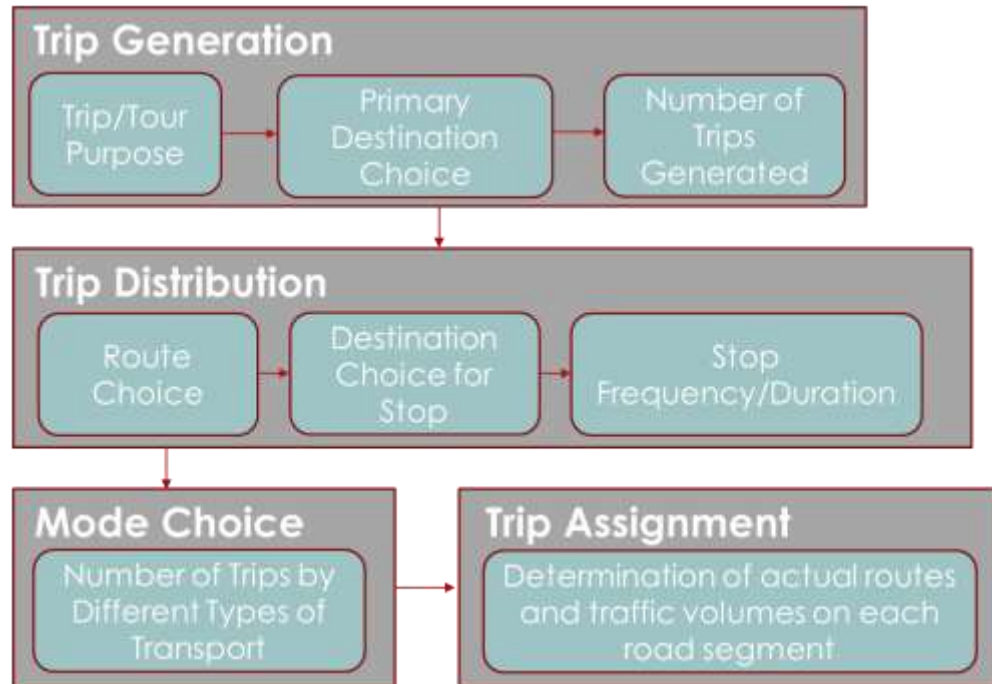 Trip Generation
Trip/Tour
Purpose
Primary
Destination
Choice
Number of
Trips
Generated
Trip Distribution
Route
Choice
Destination
Choice for
Stop
Stop
Frequency/Duration
Mode Choice
Number of Trips by
Different Types of
Transport
Trip Assignment
Determination of actual routes
and traffic volumes on each
road segment